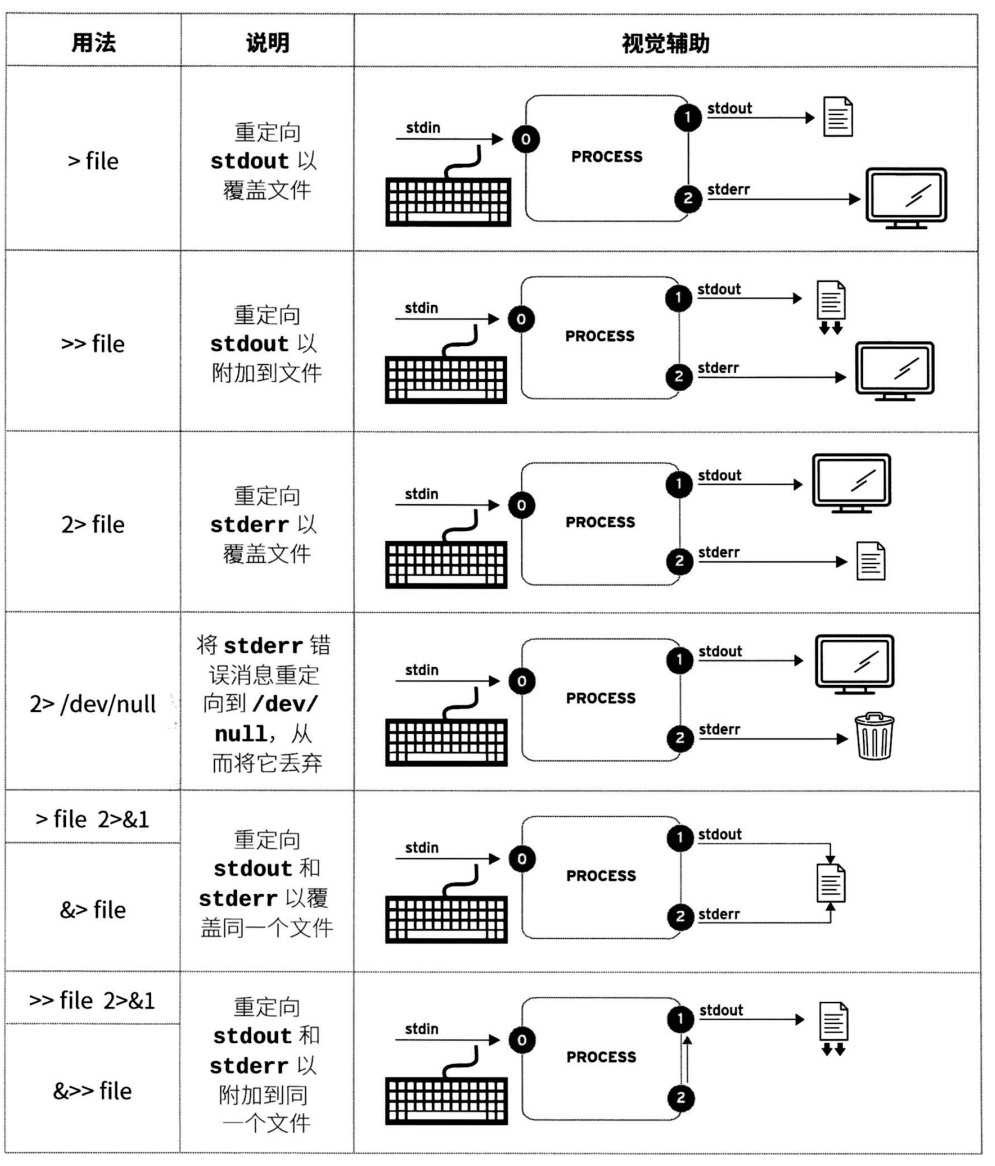 用法 说明 视觉辅助
> file
重定向
stdout 以
覆盖文件
stdin
0
PROCESS
1
stdout
2
stderr
>> file
重定向
stdout 以
附加到文件
stdin
0
PROCESS
1
stdout
2
stderr
2> file
重定向
stderr 以
覆盖文件
stdin
0
PROCESS
1
stdout
2
stderr
2> /dev/null
将 stderr 错
误消息重定
向到 /dev/
null，从
而将它丢弃
stdin
0
PROCESS
1
stdout
2
stderr
> file 2>&1
&> file
重定向
stdout 和
stderr 以覆
盖同一个文件
stdin
0
PROCESS
1
stdout
2
stderr
>> file 2>&1
&>> file
重定向
stdout 和
stderr 以
附加到同
一个文件
stdin
0
PROCESS
1
stdout
2